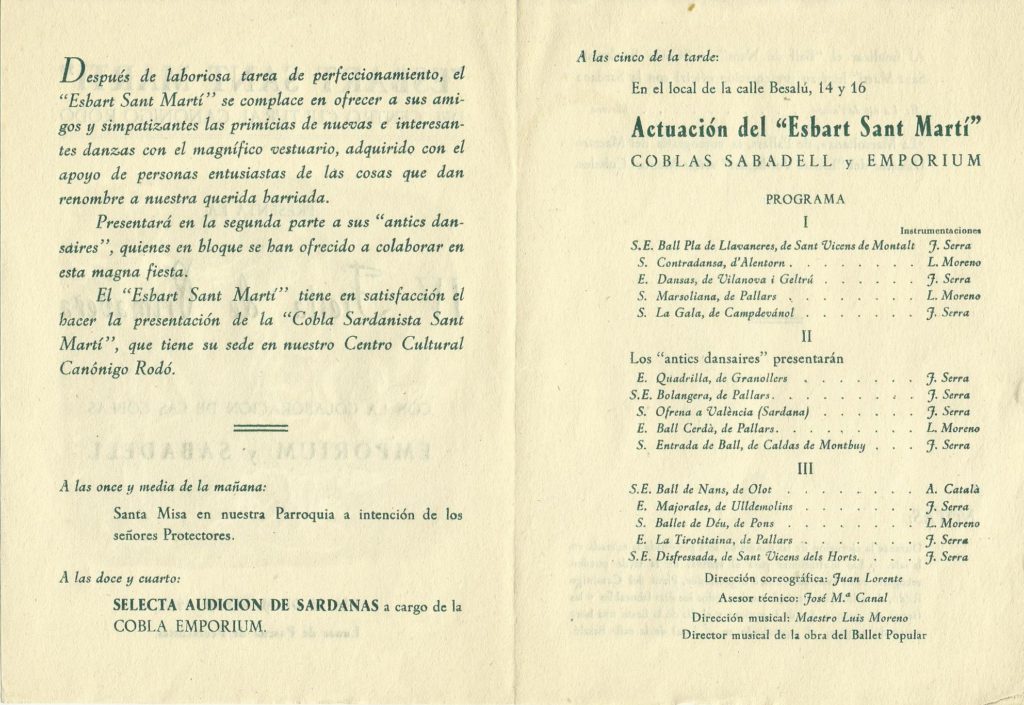 Después de laboriosa tarea de perfeccionamiento, el
“Esbart Sant Martí” se complace en ofrecer a sus ami-
gos y simpatizantes las primicias de nuevas e interesan-
tes danzas con el magnífico vestuario, adquirido con el
apoyo de personas entusiastas de las cosas que dan
renombre a nuestra querida barriada.
Presentará en la segunda parte a sus “antics dan-
saires”, quienes en bloque se han ofrecido a colaborar en
esta magna fiesta.
El “Esbart Sant Martí” tiene en satisfacción el
hacer la presentación de la “Cobla Sardanista Sant
Martí”, que tiene su sede en nuestro Centro Cultural
Canónigo Rodó.
A las once y media de la mañana:
Santa Misa en nuestra Parroquia a intención de los
señores Protectores.
A las doce y cuarto:
SELECTA AUDICION DE SARDANAS a cargo de la
COBLA EMPORIUM.
A las cinco de la tarde:
En el local de la calle Besalú, 14 y 16
Actuación del “Esbart Sant Martí”
COBLAS SABADELL y EMPORIUM
PROGRAMA
I
Instrumentaciones
S.E. Ball Pla de Llavaneres, de Sant Vicens de Montalt J. Serra
S. Contradansa, d'Alentorn . . . . . . . . L. Moreno
E. Dansas, de Vilanova i Geltrú . . . . . . J. Serra
S. Marsoliana, de Pallars . . . . . . . . L. Moreno
S. La Gala, de Campdevánol . . . . . . . J. Serra
II
Los “antics dansaires” presentarán
E. Quadrilla, de Granollers . . . . . . . J. Serra
S.E. Bolangera, de Pallars. . . . . . . . . J. Serra
S. Ofrena a València (Sardana) . . . . . . J. Serra
E. Ball Cerdà, de Pallars. . . . . . . . . L. Moreno
S. Entrada de Ball, de Caldas de Montbuy . . . J. Serra
III
S.E. Ball de Nans, de Olot . . . . . . . . A. Català
E. Majorales, de Ulldemolins . . . . . . . J. Serra
S. Ballet de Déu, de Pons . . . . . . . . L. Moreno
E. La Tirotitaina, de Pallars . . . . . . . J. Serra
S.E. Disfressada, de Sant Vicens dels Horts. . . . J. Serra
Dirección coreográfica: Juan Lorente
Asesor técnico: José M.ª Canal
Dirección musical: Maestro Luis Moreno
Director musical de la obra del Ballet Popular